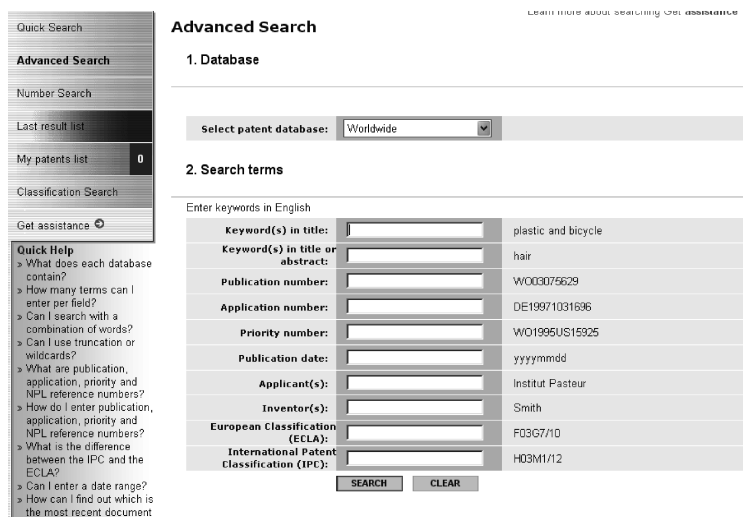 Learn more about searching Get assistance
Quick Search
Advanced Search
Number Search
Last result list
My patents list 0
Classification Search
Get assistance
Quick Help
» What does each database
contain?
» How many terms can I
enter per field?
» Can I search with a
combination of words?
» Can I use truncation or
wildcards?
» What are publication,
application, priority and
NPL reference numbers?
» How do I enter publication,
application, priority and
NPL reference numbers?
» What is the difference
between the IPC and the
ECLA?
» Can I enter a date range?
» How can I find out which is
the most recent document
Advanced Search
1. Database
Select patent database: Worldwide
2. Search terms
Enter keywords in English
Keyword(s) in title: plastic and bicycle
Keyword(s) in title or
abstract: hair
Publication number: WO03075629
Application number: DE19971031696
Priority number: WO1995US15925
Publication date: yyyymmdd
Applicant(s): Institut Pasteur
Inventor(s): Smith
European Classification
(ECLA): F03G7/10
International Patent
Classification (IPC): H03M1/12
SEARCH CLEAR